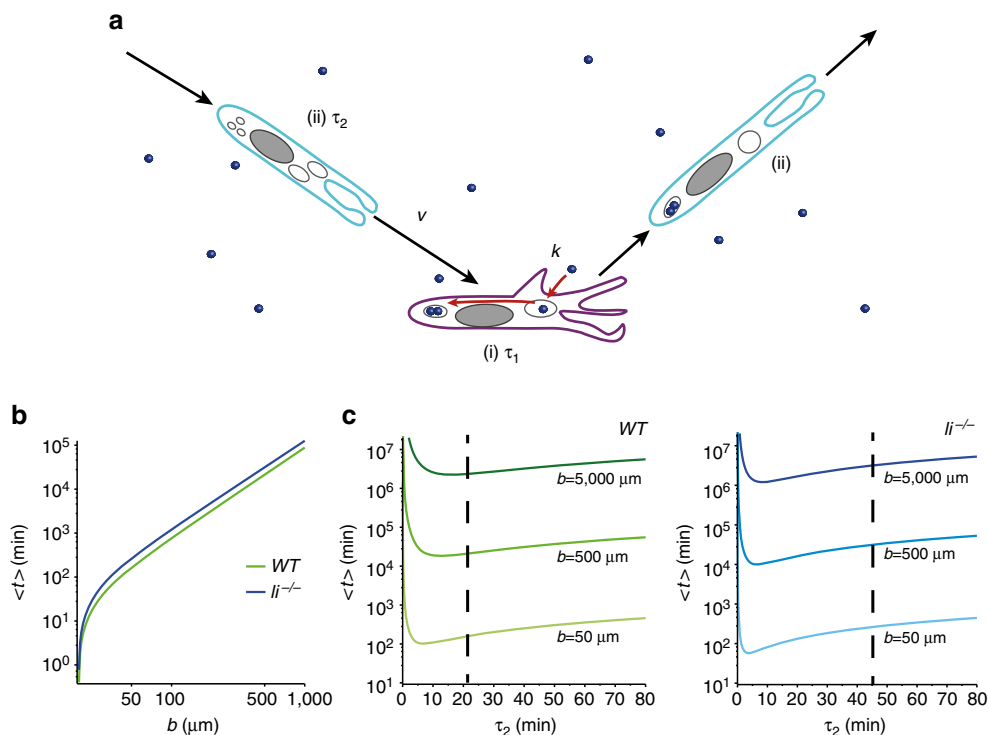 a
(ii) τ2
(ii)
v
k
(i) τ1
b
<t> (min)
10^5
10^4
10^3
10^2
10^1
10^0
WT
li−/−
50
100
500
1,000
b (μm)
c
WT
<t> (min)
10^7
10^6
10^5
10^4
10^3
10^2
10^1
b=5,000 μm
b=500 μm
b=50 μm
0 10 20 30 40 50 60 70 80
τ2 (min)
li−/−
<t> (min)
10^7
10^6
10^5
10^4
10^3
10^2
10^1
b=5,000 μm
b=500 μm
b=50 μm
0 10 20 30 40 50 60 70 80
τ2 (min)